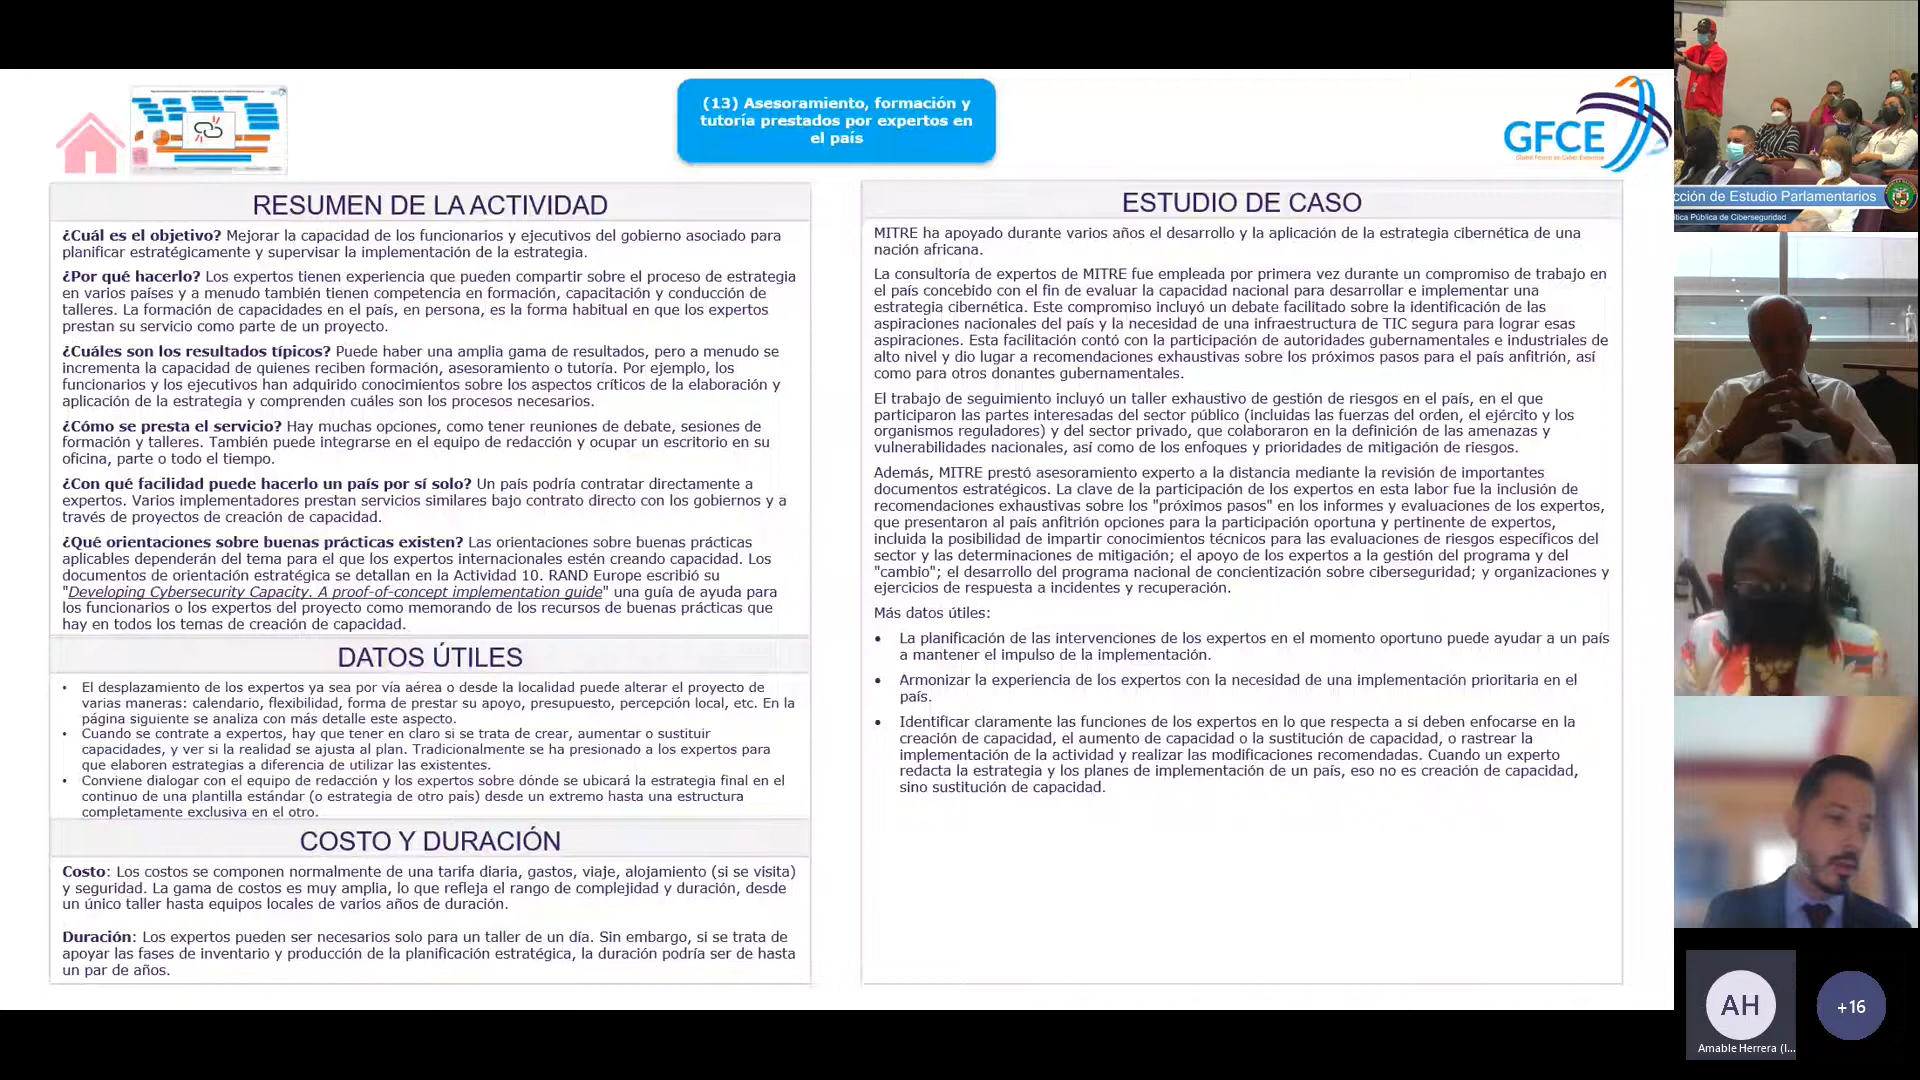 (13) Asesoramiento, formación y
tutoría prestados por expertos en
el país
GFCE
Global Forum on Cyber Expertise
RESUMEN DE LA ACTIVIDAD
¿Cuál es el objetivo? Mejorar la capacidad de los funcionarios y ejecutivos del gobierno asociado para
planificar estratégicamente y supervisar la implementación de la estrategia.
¿Por qué hacerlo? Los expertos tienen experiencia que pueden compartir sobre el proceso de estrategia
en varios países y a menudo también tienen competencia en formación, capacitación y conducción de
talleres. La formación de capacidades en el país, en persona, es la forma habitual en que los expertos
prestan su servicio como parte de un proyecto.
¿Cuáles son los resultados típicos? Puede haber una amplia gama de resultados, pero a menudo se
incrementa la capacidad de quienes reciben formación, asesoramiento o tutoría. Por ejemplo, los
funcionarios y los ejecutivos han adquirido conocimientos sobre los aspectos críticos de la elaboración y
aplicación de la estrategia y comprenden cuáles son los procesos necesarios.
¿Cómo se presta el servicio? Hay muchas opciones, como tener reuniones de debate, sesiones de
formación y talleres. También puede integrarse en el equipo de redacción y ocupar un escritorio en su
oficina, parte o todo el tiempo.
¿Con qué facilidad puede hacerlo un país por sí solo? Un país podría contratar directamente a
expertos. Varios implementadores prestan servicios similares bajo contrato directo con los gobiernos y a
través de proyectos de creación de capacidad.
¿Qué orientaciones sobre buenas prácticas existen? Las orientaciones sobre buenas prácticas
aplicables dependerán del tema para el que los expertos internacionales estén creando capacidad. Los
documentos de orientación estratégica se detallan en la Actividad 10. RAND Europe escribió su
"Developing Cybersecurity Capacity. A proof-of-concept implementation guide" una guía de ayuda para
los funcionarios o los expertos del proyecto como memorando de los recursos de buenas prácticas que
hay en todos los temas de creación de capacidad.
DATOS ÚTILES
• El desplazamiento de los expertos ya sea por vía aérea o desde la localidad puede alterar el proyecto de
varias maneras: calendario, flexibilidad, forma de prestar su apoyo, presupuesto, percepción local, etc. En la
página siguiente se analiza con más detalle este aspecto.
• Cuando se contrate a expertos, hay que tener en claro si se trata de crear, aumentar o sustituir
capacidades, y ver si la realidad se ajusta al plan. Tradicionalmente se ha presionado a los expertos para
que elaboren estrategias a diferencia de utilizar las existentes.
• Conviene dialogar con el equipo de redacción y los expertos sobre dónde se ubicará la estrategia final en el
continuo de una plantilla estándar (o estrategia de otro país) desde un extremo hasta una estructura
completamente exclusiva en el otro.
COSTO Y DURACIÓN
Costo: Los costos se componen normalmente de una tarifa diaria, gastos, viaje, alojamiento (si se visita)
y seguridad. La gama de costos es muy amplia, lo que refleja el rango de complejidad y duración, desde
un único taller hasta equipos locales de varios años de duración.
Duración: Los expertos pueden ser necesarios solo para un taller de un día. Sin embargo, si se trata de
apoyar las fases de inventario y producción de la planificación estratégica, la duración podría ser de hasta
un par de años.
ESTUDIO DE CASO
MITRE ha apoyado durante varios años el desarrollo y la aplicación de la estrategia cibernética de una
nación africana.
La consultoría de expertos de MITRE fue empleada por primera vez durante un compromiso de trabajo en
el país concebido con el fin de evaluar la capacidad nacional para desarrollar e implementar una
estrategia cibernética. Este compromiso incluyó un debate facilitado sobre la identificación de las
aspiraciones nacionales del país y la necesidad de una infraestructura de TIC segura para lograr esas
aspiraciones. Esta facilitación contó con la participación de autoridades gubernamentales e industriales de
alto nivel y dio lugar a recomendaciones exhaustivas sobre los próximos pasos para el país anfitrión, así
como para otros donantes gubernamentales.
El trabajo de seguimiento incluyó un taller exhaustivo de gestión de riesgos en el país, en el que
participaron las partes interesadas del sector público (incluidas las fuerzas del orden, el ejército y los
organismos reguladores) y del sector privado, que colaboraron en la definición de las amenazas y
vulnerabilidades nacionales, así como de los enfoques y prioridades de mitigación de riesgos.
Además, MITRE prestó asesoramiento experto a la distancia mediante la revisión de importantes
documentos estratégicos. La clave de la participación de los expertos en esta labor fue la inclusión de
recomendaciones exhaustivas sobre los "próximos pasos" en los informes y evaluaciones de los expertos,
que presentaron al país anfitrión opciones para la participación oportuna y pertinente de expertos,
incluida la posibilidad de impartir conocimientos técnicos para las evaluaciones de riesgos específicos del
sector y las determinaciones de mitigación; el apoyo de los expertos a la gestión del programa y del
"cambio"; el desarrollo del programa nacional de concientización sobre ciberseguridad; y organizaciones y
ejercicios de respuesta a incidentes y recuperación.
Más datos útiles:
• La planificación de las intervenciones de los expertos en el momento oportuno puede ayudar a un país
a mantener el impulso de la implementación.
• Armonizar la experiencia de los expertos con la necesidad de una implementación prioritaria en el
país.
• Identificar claramente las funciones de los expertos en lo que respecta a si deben enfocarse en la
creación de capacidad, el aumento de capacidad o la sustitución de capacidad, o rastrear la
implementación de la actividad y realizar las modificaciones recomendadas. Cuando un experto
redacta la estrategia y los planes de implementación de un país, eso no es creación de capacidad,
sino sustitución de capacidad.
cción de Estudio Parlamentarios
ítica Pública de Ciberseguridad
AH
Amable Herrera (I...
+16